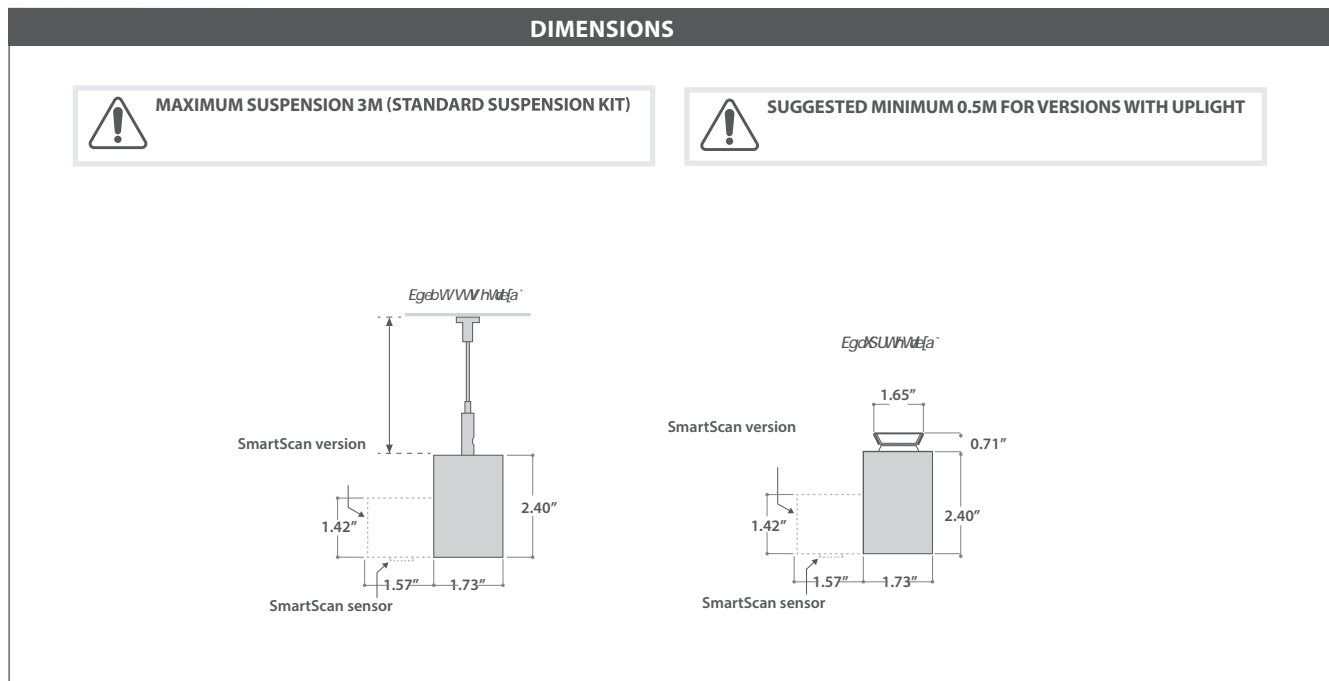 DIMENSIONS
MAXIMUM SUSPENSION 3M (STANDARD SUSPENSION KIT)
SUGGESTED MINIMUM 0.5M FOR VERSIONS WITH UPLIGHT
SmartScan version
1.42”
2.40”
1.57”
1.73”
SmartScan sensor
1.65”
SmartScan version
0.71”
1.42”
2.40”
1.57”
1.73”
SmartScan sensor